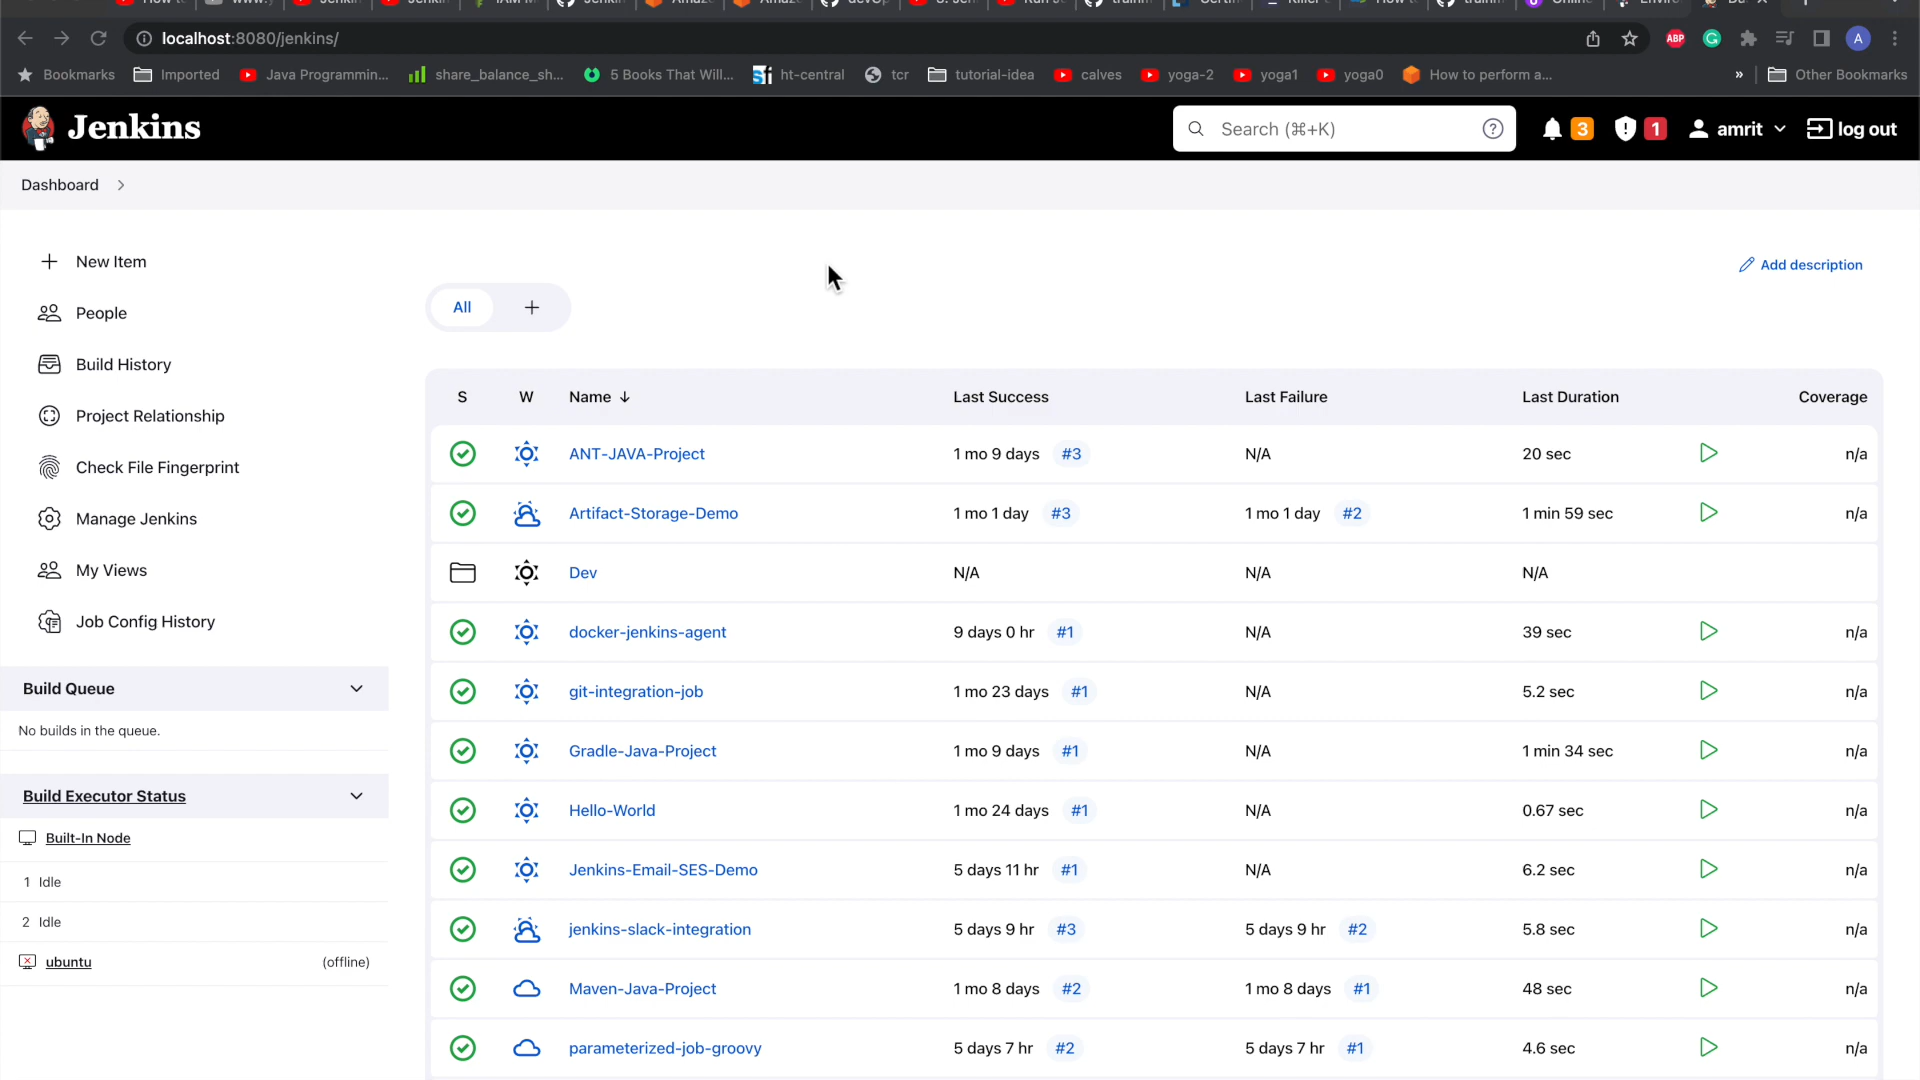 localhost:8080/jenkins/
ABP
A
Bookmarks Imported Java Programmin... share_balance_sh... 5 Books That Will... ht-central tcr tutorial-idea calves yoga-2 yoga1 yoga0 How to perform a... » Other Bookmarks
Jenkins Search (⌘+K) 3 1 amrit log out
Dashboard
New Item
Add description
All
People
Build History
Project Relationship
Check File Fingerprint
Manage Jenkins
My Views
Job Config History
Build Queue
No builds in the queue.
Build Executor Status
Built-In Node
1 Idle
2 Idle
ubuntu (offline)
S W Name ↓ Last Success Last Failure Last Duration Coverage
ANT-JAVA-Project 1 mo 9 days #3 N/A 20 sec n/a
Artifact-Storage-Demo 1 mo 1 day #3 1 mo 1 day #2 1 min 59 sec n/a
Dev N/A N/A N/A
docker-jenkins-agent 9 days 0 hr #1 N/A 39 sec n/a
git-integration-job 1 mo 23 days #1 N/A 5.2 sec n/a
Gradle-Java-Project 1 mo 9 days #1 N/A 1 min 34 sec n/a
Hello-World 1 mo 24 days #1 N/A 0.67 sec n/a
Jenkins-Email-SES-Demo 5 days 11 hr #1 N/A 6.2 sec n/a
jenkins-slack-integration 5 days 9 hr #3 5 days 9 hr #2 5.8 sec n/a
Maven-Java-Project 1 mo 8 days #2 1 mo 8 days #1 48 sec n/a
parameterized-job-groovy 5 days 7 hr #2 5 days 7 hr #1 4.6 sec n/a